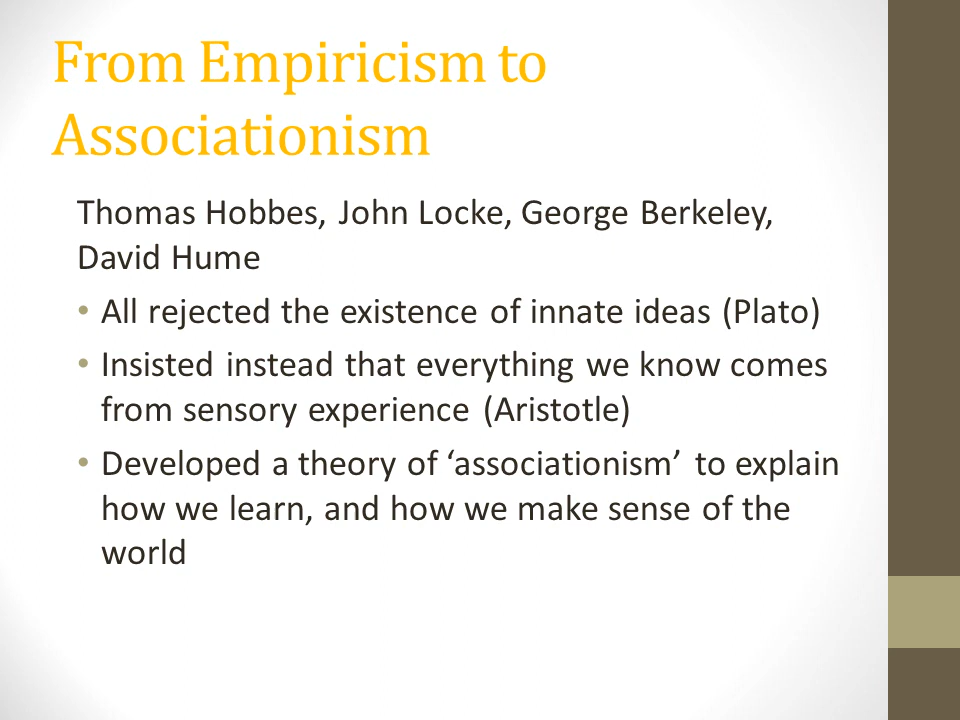 From Empiricism to
Associationism
Thomas Hobbes, John Locke, George Berkeley,
David Hume
• All rejected the existence of innate ideas (Plato)
• Insisted instead that everything we know comes
from sensory experience (Aristotle)
• Developed a theory of ‘associationism’ to explain
how we learn, and how we make sense of the
world